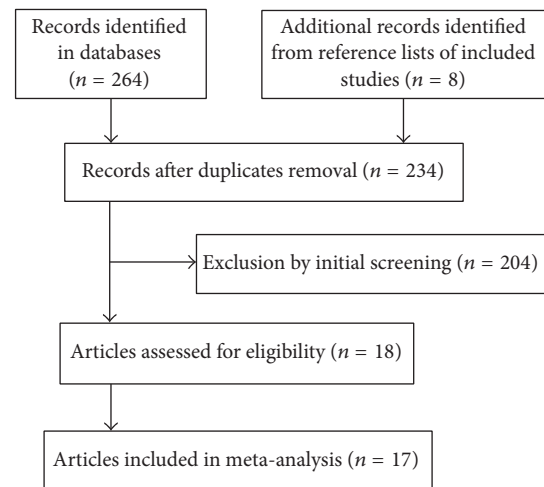 Records identified
in databases
(n = 264)
Additional records identified
from reference lists of included
studies (n = 8)
Records after duplicates removal (n = 234)
Exclusion by initial screening (n = 204)
Articles assessed for eligibility (n = 18)
Articles included in meta-analysis (n = 17)